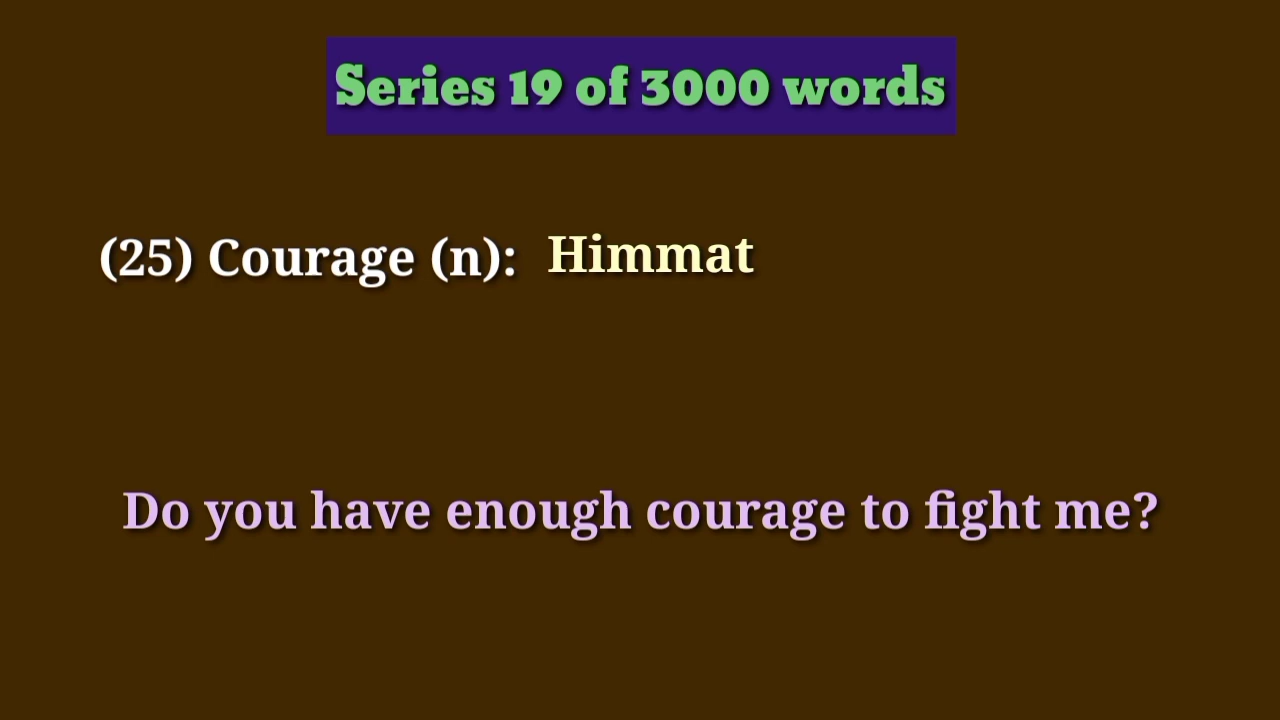 Series 19 of 3000 words
(25) Courage (n): Himmat
Do you have enough courage to fight me?